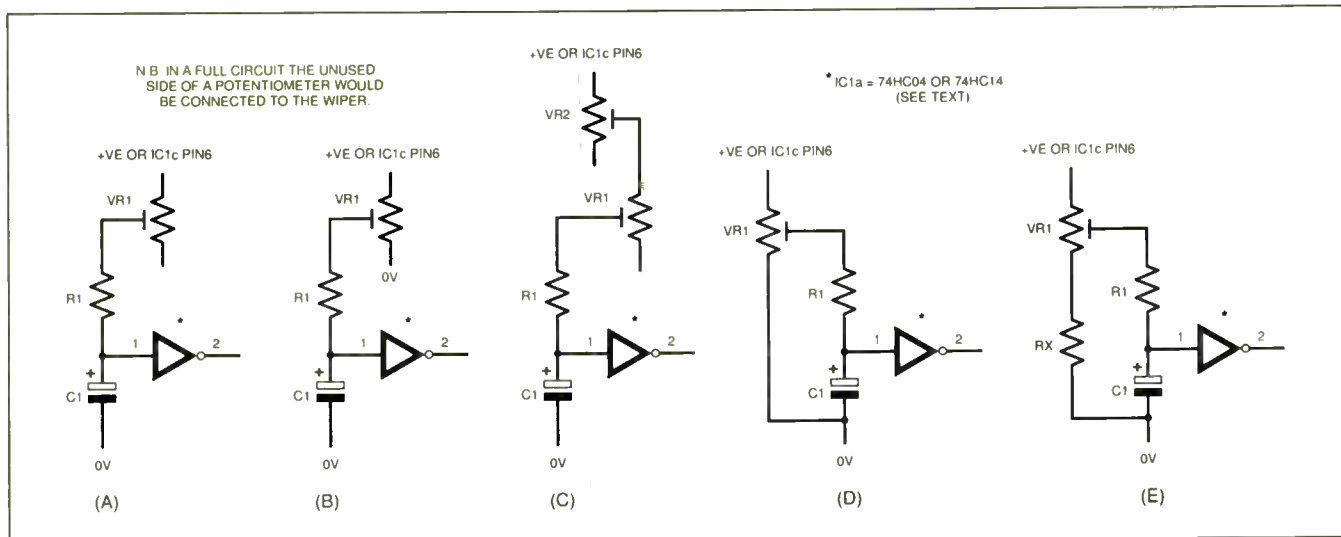 N.B. IN A FULL CIRCUIT THE UNUSED
SIDE OF A POTENTIOMETER WOULD
BE CONNECTED TO THE WIPER.
+VE OR IC1c PIN6
VR1
R1
*
1
2
+
C1
0V
(A)
+VE OR IC1c PIN6
VR1
0V
R1
*
1
2
+
C1
0V
(B)
+VE OR IC1c PIN6
VR2
VR1
R1
*
1
2
+
C1
0V
(C)
* IC1a = 74HC04 OR 74HC14
(SEE TEXT)
+VE OR IC1c PIN6
VR1
R1
*
1
2
+
C1
0V
(D)
+VE OR IC1c PIN6
VR1
R1
RX
*
1
2
+
C1
0V
(E)